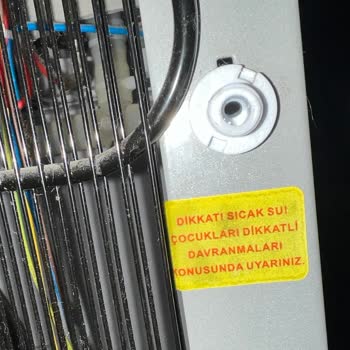 DİKKAT! SICAK SU!
ÇOCUKLARI DİKKATLİ
DAVRANMALARI
KONUSUNDA UYARINIZ.